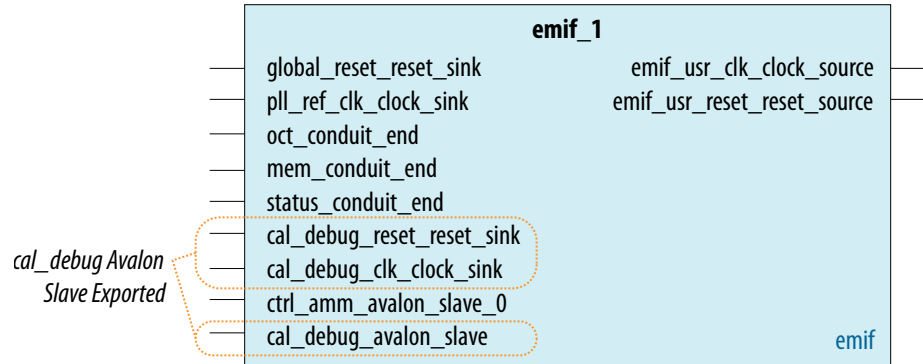 emif_1
global_reset_reset_sink emif_usr_clk_clock_source
pll_ref_clk_clock_sink emif_usr_reset_reset_source
oct_conduit_end
mem_conduit_end
status_conduit_end
cal_debug_reset_reset_sink
cal_debug_clk_clock_sink
cal_debug Avalon
Slave Exported
ctrl_amm_avalon_slave_0
cal_debug_avalon_slave
emif